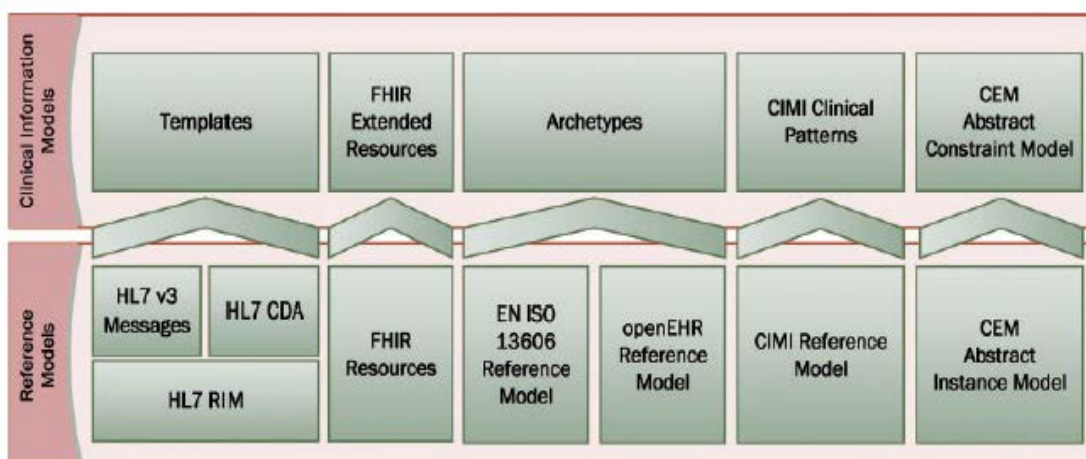 Clinical Information
Models
Templates
FHIR
Extended
Resources
Archetypes
CIMI Clinical
Patterns
CEM
Abstract
Constraint Model
Reference
Models
HL7 v3
Messages
HL7 CDA
HL7 RIM
FHIR
Resources
EN ISO
13606
Reference
Model
openEHR
Reference
Model
CIMI Reference
Model
CEM
Abstract
Instance Model